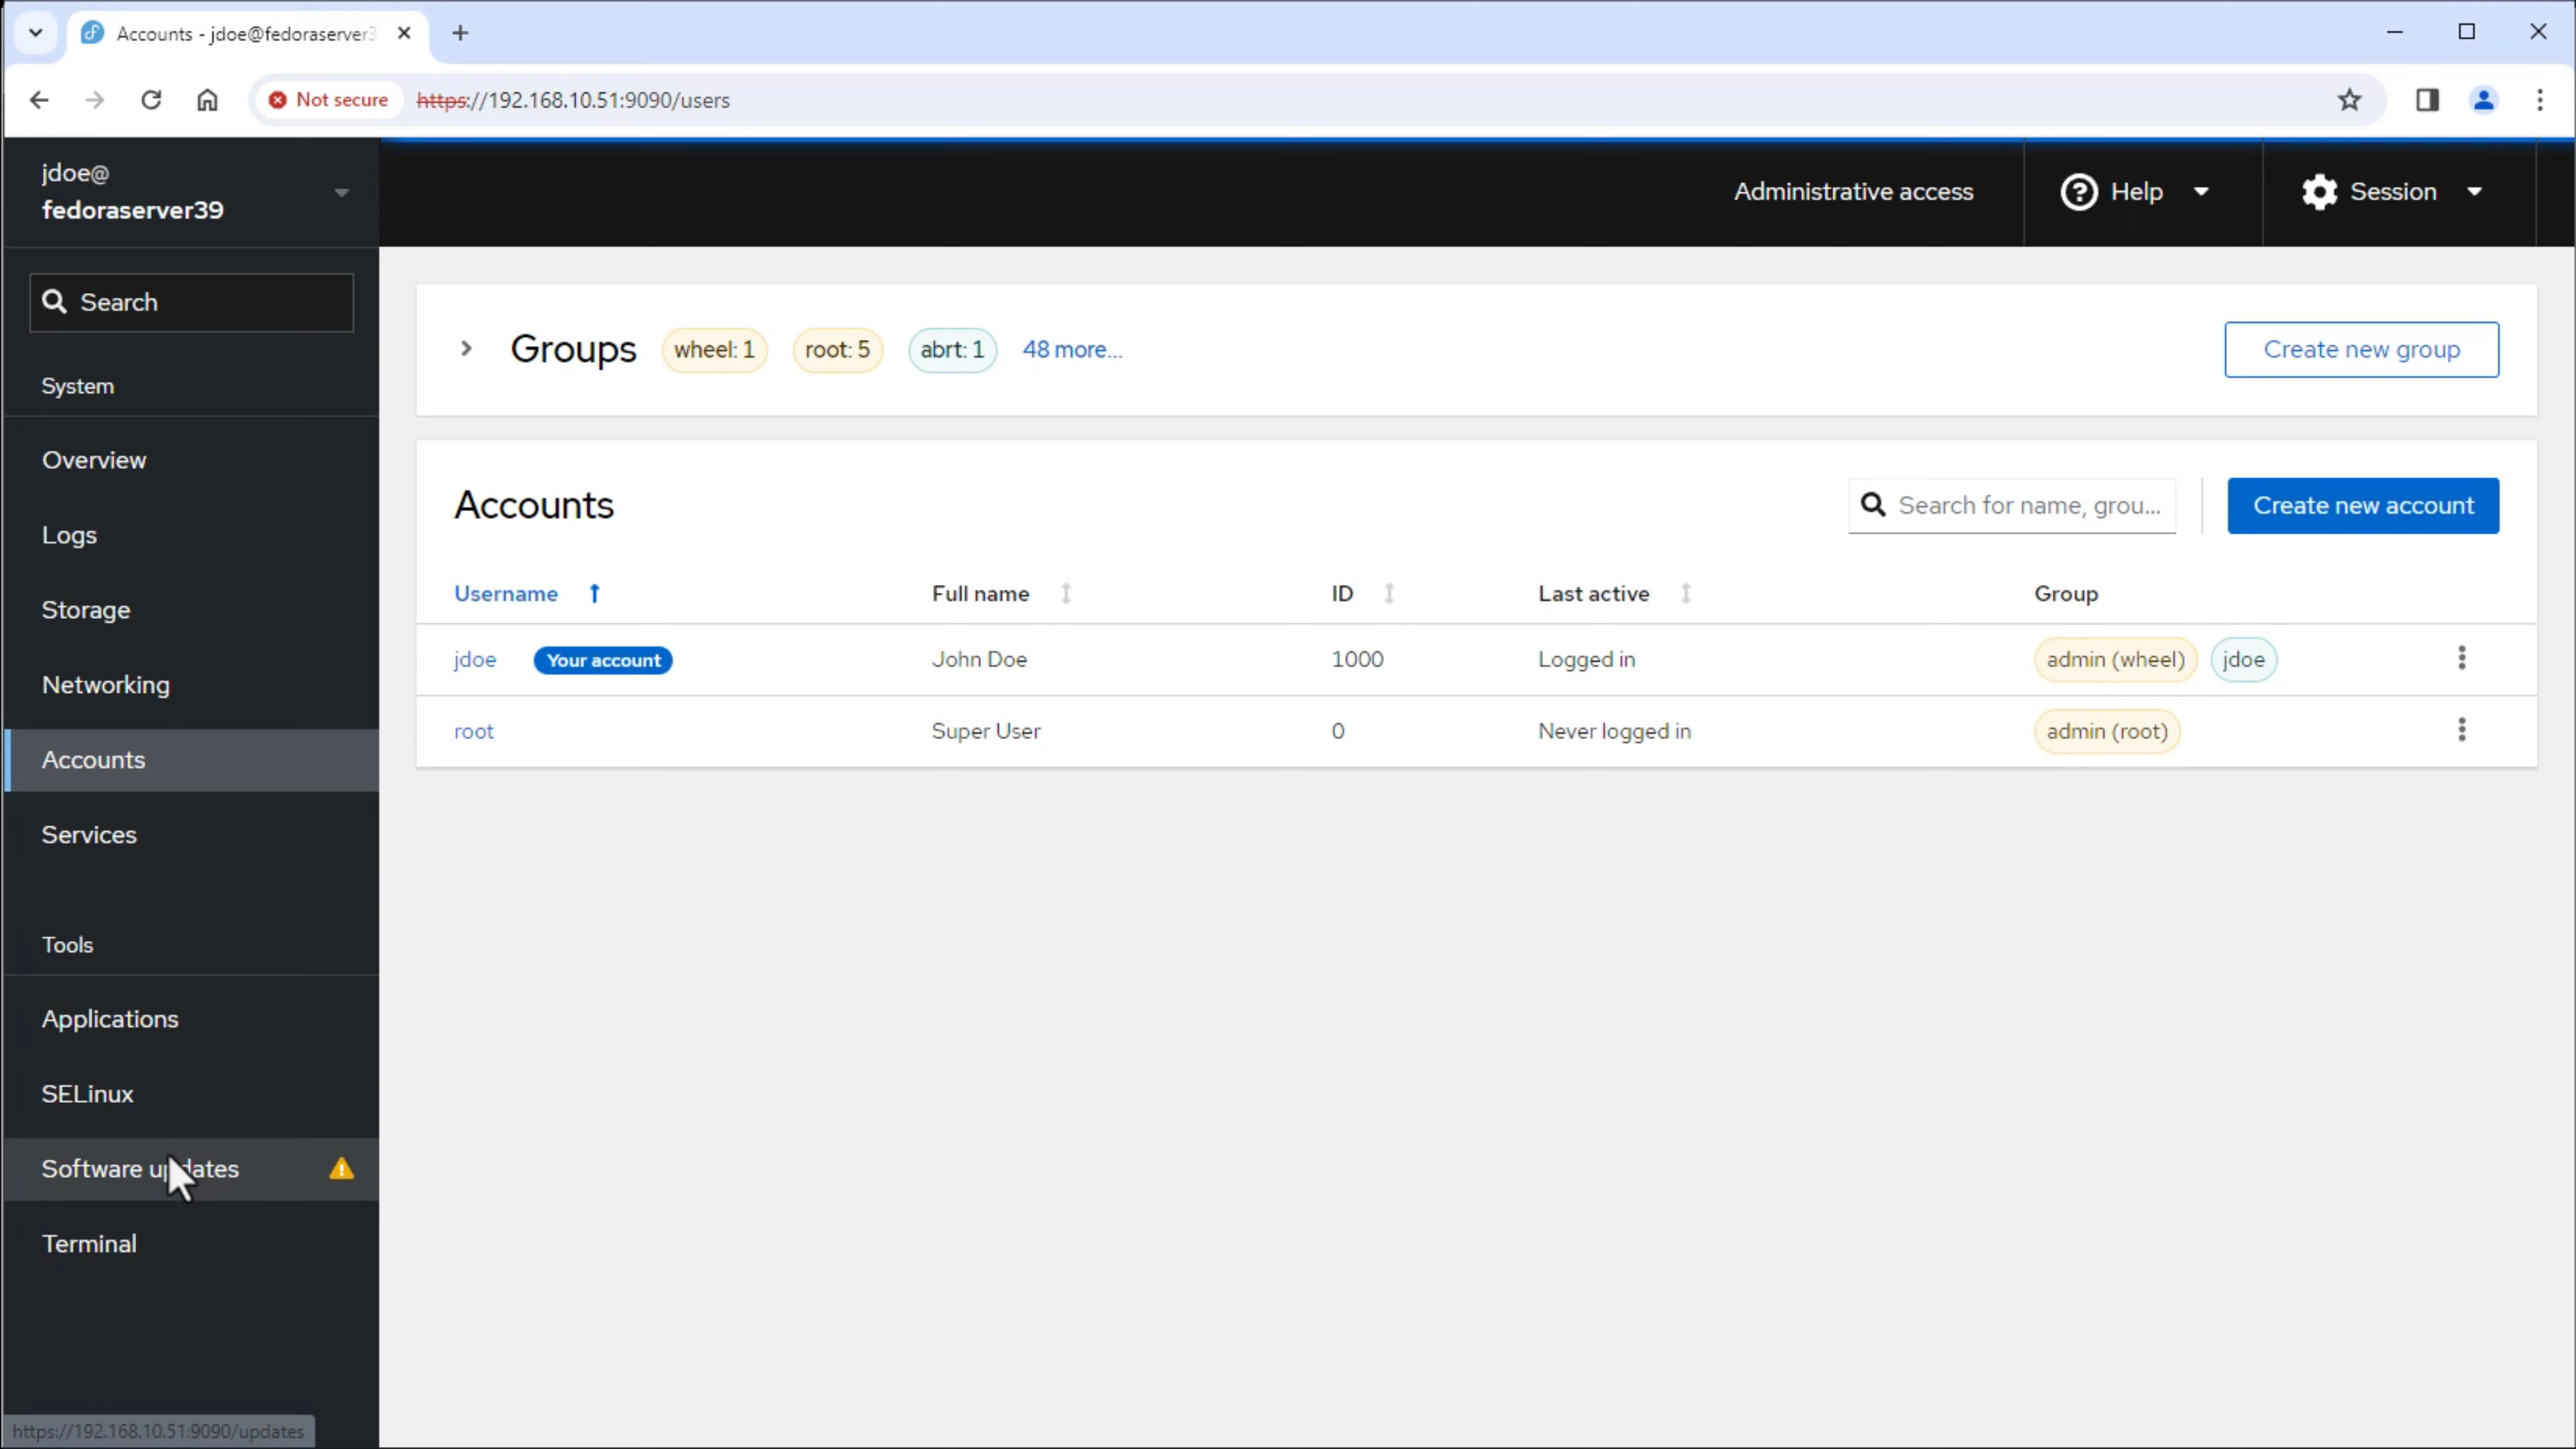 Accounts - jdoe@fedoraserver3
Not secure https://192.168.10.51:9090/users
jdoe@
fedoraserver39
Administrative access
Help
Session
Search
System
Overview
Logs
Storage
Networking
Accounts
Services
Tools
Applications
SELinux
Software updates
Terminal
https://192.168.10.51:9090/updates
Groups wheel: 1 root: 5 abrt: 1 48 more... Create new group
Accounts Search for name, grou... Create new account
Username Full name ID Last active Group
jdoe Your account John Doe 1000 Logged in admin (wheel) jdoe
root Super User 0 Never logged in admin (root)